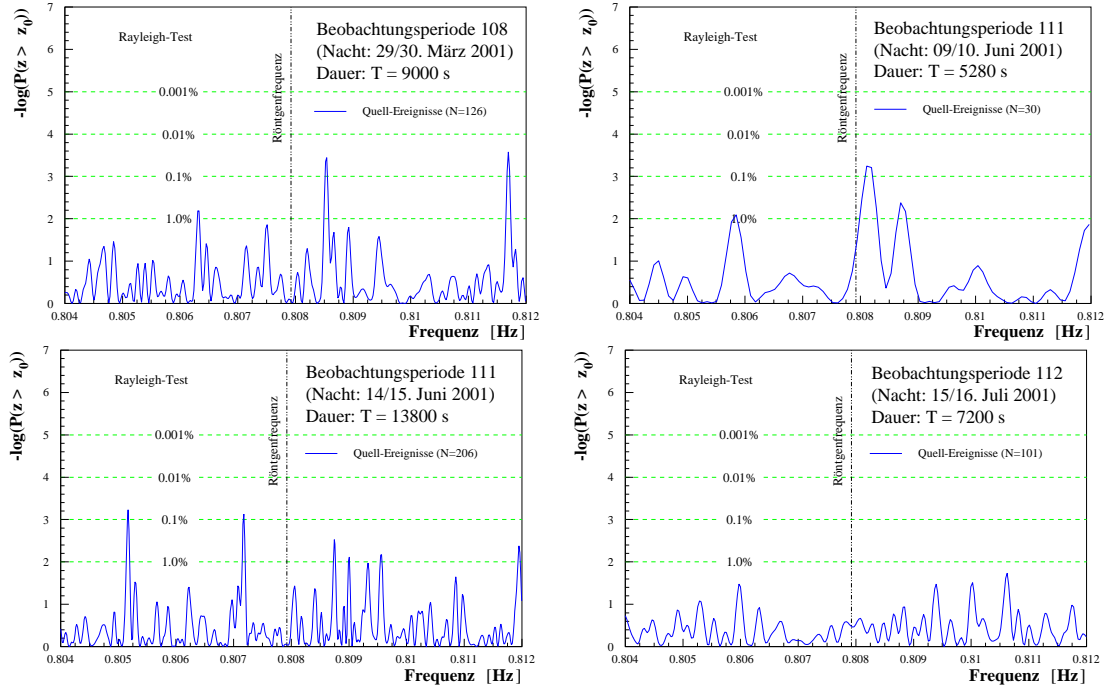 -log(P(z > z0))
7
6
5
4
3
2
1
0
Rayleigh-Test
Röntgenfrequenz
Beobachtungsperiode 108
(Nacht: 29/30. März 2001)
Dauer: T = 9000 s
Quell-Ereignisse (N=126)
0.001%
0.01%
0.1%
1.0%
0.804 0.805 0.806 0.807 0.808 0.809 0.81 0.811 0.812
Frequenz [Hz]
-log(P(z > z0))
7
6
5
4
3
2
1
0
Rayleigh-Test
Röntgenfrequenz
Beobachtungsperiode 111
(Nacht: 09/10. Juni 2001)
Dauer: T = 5280 s
Quell-Ereignisse (N=30)
0.001%
0.01%
0.1%
1.0%
0.804 0.805 0.806 0.807 0.808 0.809 0.81 0.811 0.812
Frequenz [Hz]
-log(P(z > z0))
7
6
5
4
3
2
1
0
Rayleigh-Test
Röntgenfrequenz
Beobachtungsperiode 111
(Nacht: 14/15. Juni 2001)
Dauer: T = 13800 s
Quell-Ereignisse (N=206)
0.001%
0.01%
0.1%
1.0%
0.804 0.805 0.806 0.807 0.808 0.809 0.81 0.811 0.812
Frequenz [Hz]
-log(P(z > z0))
7
6
5
4
3
2
1
0
Rayleigh-Test
Röntgenfrequenz
Beobachtungsperiode 112
(Nacht: 15/16. Juli 2001)
Dauer: T = 7200 s
Quell-Ereignisse (N=101)
0.001%
0.01%
0.1%
1.0%
0.804 0.805 0.806 0.807 0.808 0.809 0.81 0.811 0.812
Frequenz [Hz]